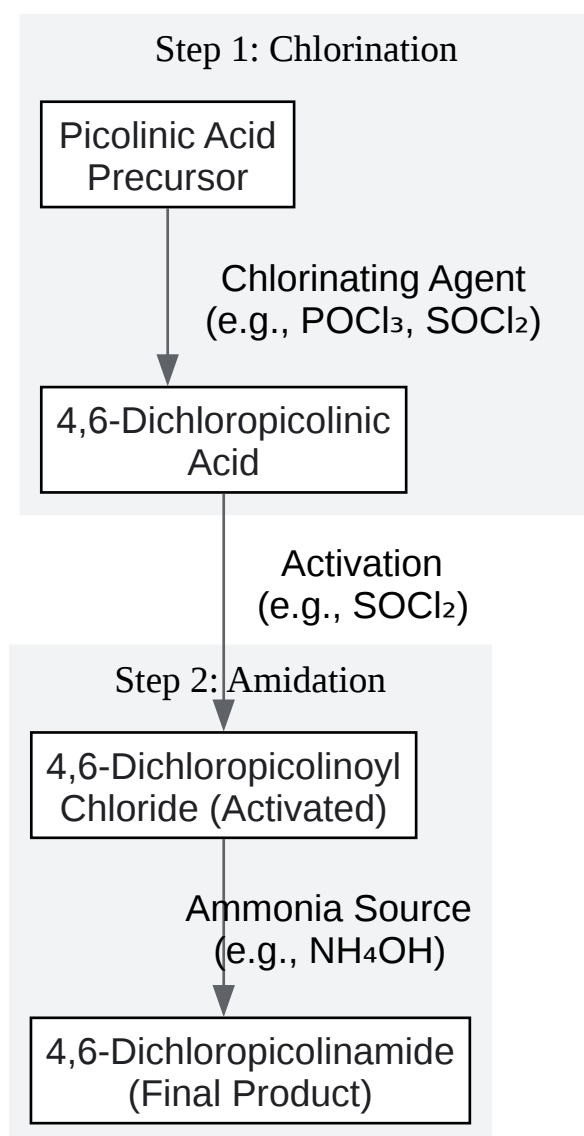 Step 1: Chlorination
Picolinic Acid
Precursor
Chlorinating Agent
(e.g., POCl₃, SOCl₂)
4,6-Dichloropicolinic
Acid
Activation
(e.g., SOCl₂)
Step 2: Amidation
4,6-Dichloropicolinoyl
Chloride (Activated)
Ammonia Source
(e.g., NH₄OH)
4,6-Dichloropicolinamide
(Final Product)